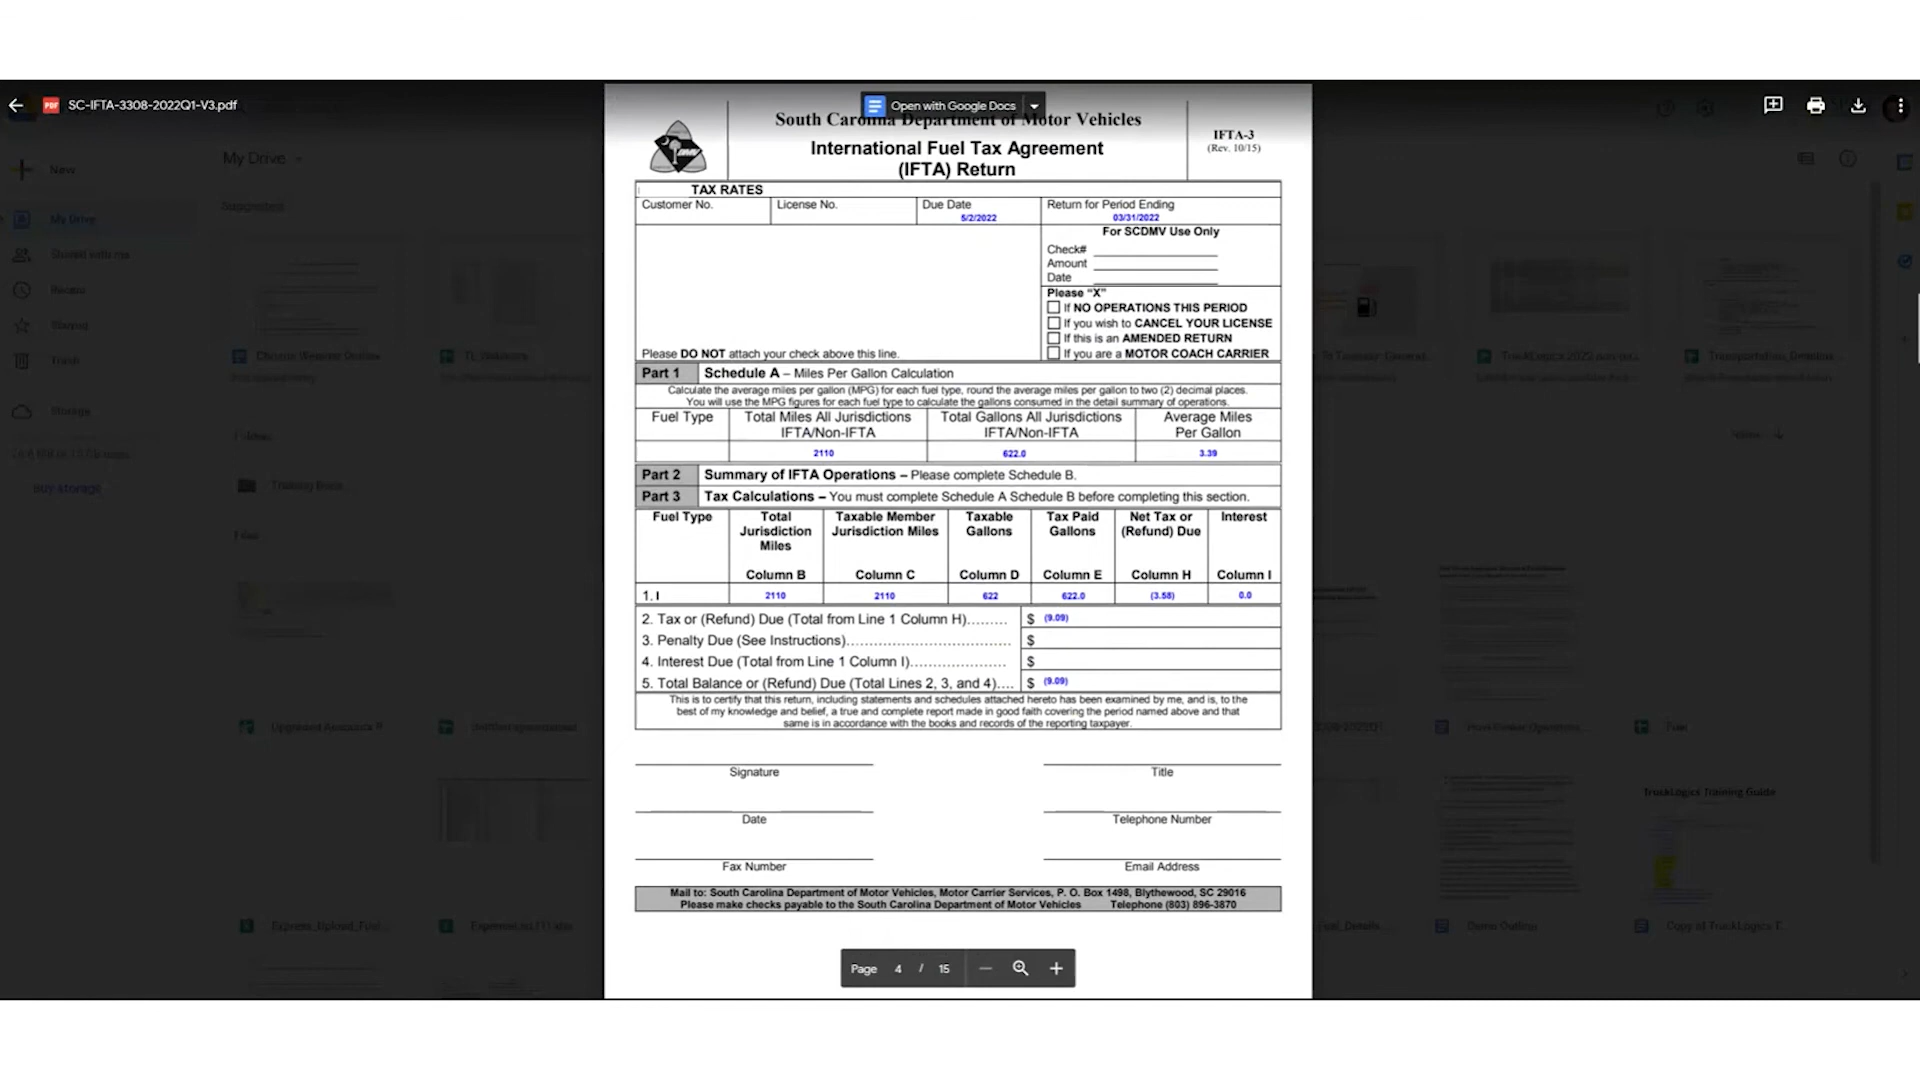 SC-IFTA-3308-2022Q1-V3.pdf
Open with Google Docs
South Carolina Department of Motor Vehicles
International Fuel Tax Agreement
(IFTA) Return
IFTA-3
(Rev. 10/15)
TAX RATES
Customer No. License No. Due Date Return for Period Ending
5/2/2022 03/31/2022
For SCDMV Use Only
Check#
Amount
Date
Please "X"
If NO OPERATIONS THIS PERIOD
If you wish to CANCEL YOUR LICENSE
If this is an AMENDED RETURN
If you are a MOTOR COACH CARRIER
Please DO NOT attach your check above this line.
Part 1 Schedule A – Miles Per Gallon Calculation
Calculate the average miles per gallon (MPG) for each fuel type, round the average miles per gallon to two (2) decimal places.
You will use the MPG figures for each fuel type to calculate the gallons consumed in the detail summary of operations.
Fuel Type Total Miles All Jurisdictions Total Gallons All Jurisdictions Average Miles
IFTA/Non-IFTA IFTA/Non-IFTA Per Gallon
2110 622.0 3.39
Part 2 Summary of IFTA Operations – Please complete Schedule B.
Part 3 Tax Calculations – You must complete Schedule A Schedule B before completing this section.
Fuel Type Total Taxable Member Taxable Tax Paid Net Tax or Interest
Jurisdiction Jurisdiction Miles Gallons Gallons (Refund) Due
Miles
Column B Column C Column D Column E Column H Column I
1. I 2110 2110 622 622.0 (3.58) 0.0
2. Tax or (Refund) Due (Total from Line 1 Column H)......... $ (9.09)
3. Penalty Due (See Instructions)..................................... $
4. Interest Due (Total from Line 1 Column I)..................... $
5. Total Balance or (Refund) Due (Total Lines 2, 3, and 4).... $ (9.09)
This is to certify that this return, including statements and schedules attached hereto has been examined by me, and is, to the
best of my knowledge and belief, a true and complete report made in good faith covering the period named above and that
same is in accordance with the books and records of the reporting taxpayer.
Signature Title
Date Telephone Number
Fax Number Email Address
Mail to: South Carolina Department of Motor Vehicles, Motor Carrier Services, P. O. Box 1498, Blythewood, SC 29016
Please make checks payable to the South Carolina Department of Motor Vehicles Telephone (803) 896-3870
Page 4 / 15
My Drive
New
My Drive
Shared with me
Recent
Starred
Trash
Storage
Buy storage
Suggested
Folders
Files
TruckLogics Training Guide
Demo Outline
Copy of TruckLogics T...